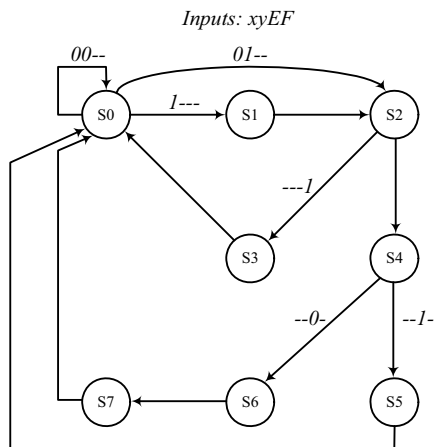 Inputs: xyEF
00--
01--
S0
1---
S1
S2
---1
S3
S4
--0-
--1-
S7
S6
S5